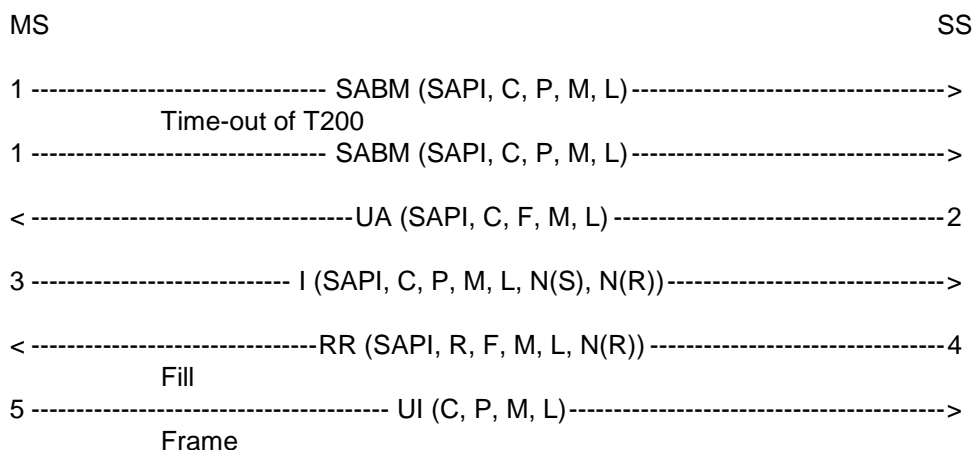 MS SS
1 --------------------------------- SABM (SAPI, C, P, M, L)----------------------------------->
Time-out of T200
1 --------------------------------- SABM (SAPI, C, P, M, L)----------------------------------->
< ------------------------------------UA (SAPI, C, F, M, L) -------------------------------------2
3 ----------------------------- I (SAPI, C, P, M, L, N(S), N(R))------------------------------->
< --------------------------------RR (SAPI, R, F, M, L, N(R)) ---------------------------------4
Fill
5 ---------------------------------------- UI (C, P, M, L)------------------------------------------>
Frame